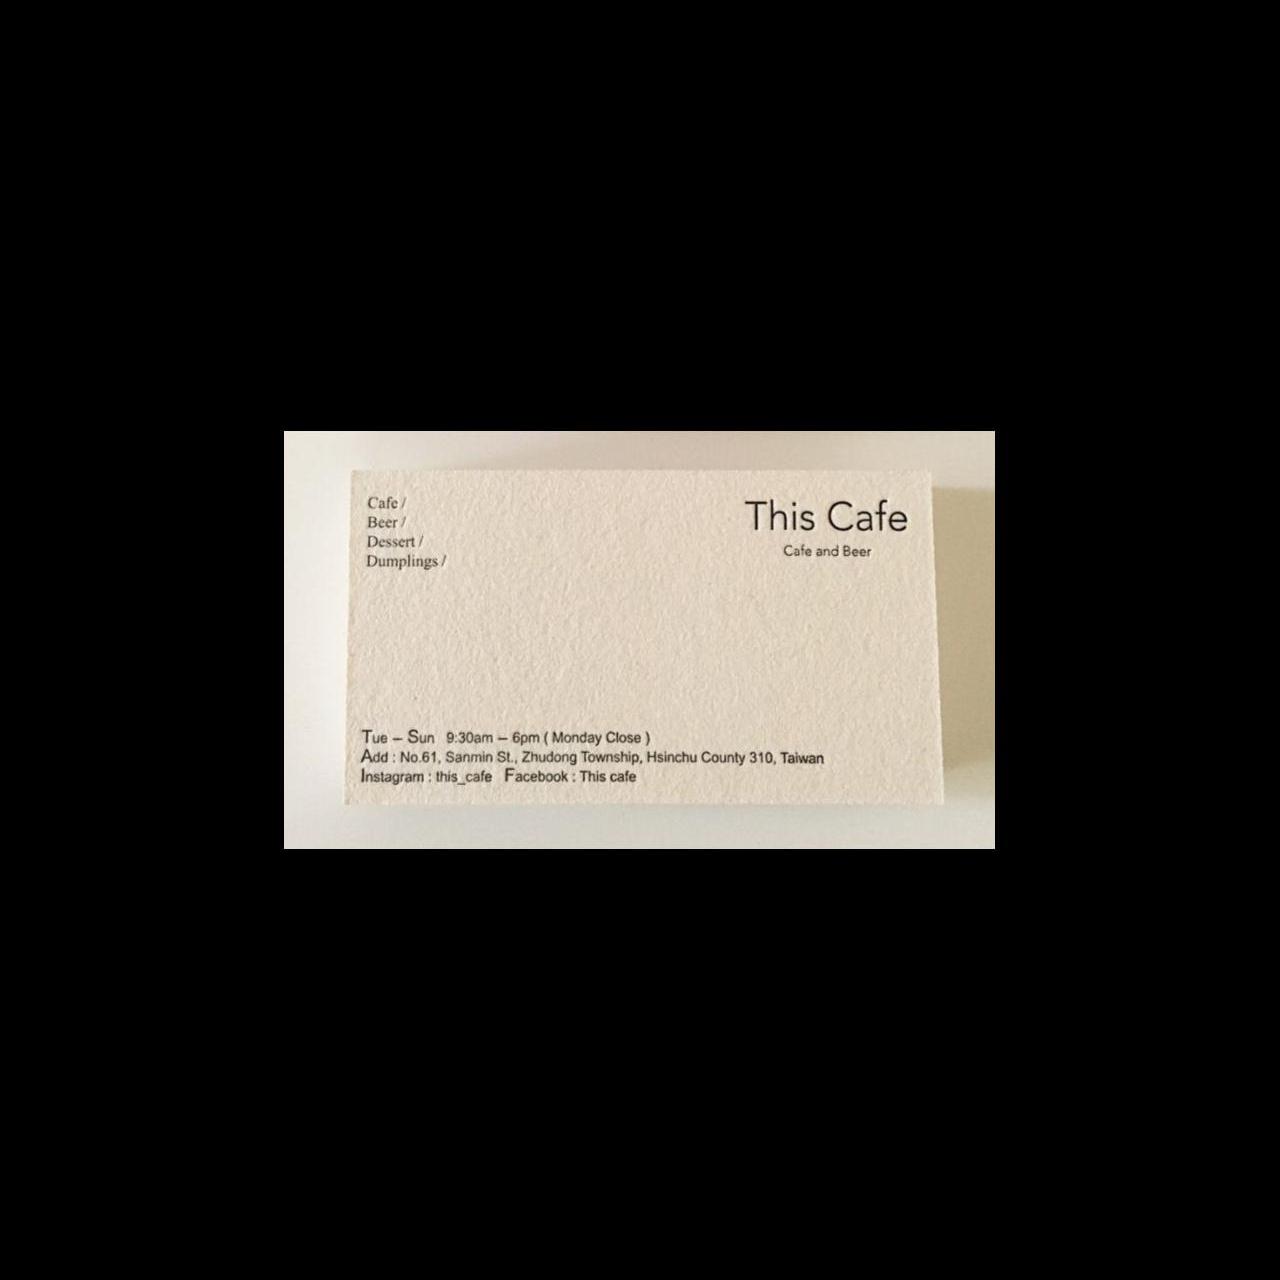 Cafe /
Beer /
Dessert /
Dumplings /
This Cafe
Cafe and Beer
Tue – Sun 9:30am – 6pm ( Monday Close )
Add : No.61, Sanmin St., Zhudong Township, Hsinchu County 310, Taiwan
Instagram : this_cafe Facebook : This cafe